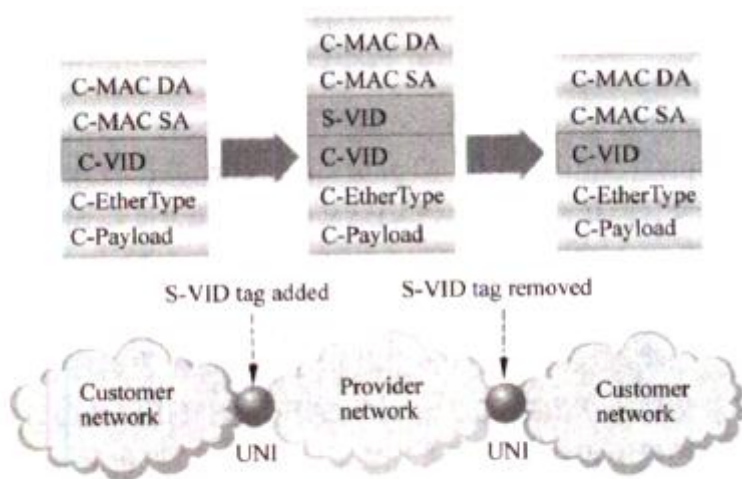 C-MAC DA
C-MAC SA
C-VID
C-EtherType
C-Payload
C-MAC DA
C-MAC SA
S-VID
C-VID
C-EtherType
C-Payload
C-MAC DA
C-MAC SA
C-VID
C-EtherType
C-Payload
S-VID tag added
S-VID tag removed
Customer
network
UNI
Provider
network
UNI
Customer
network